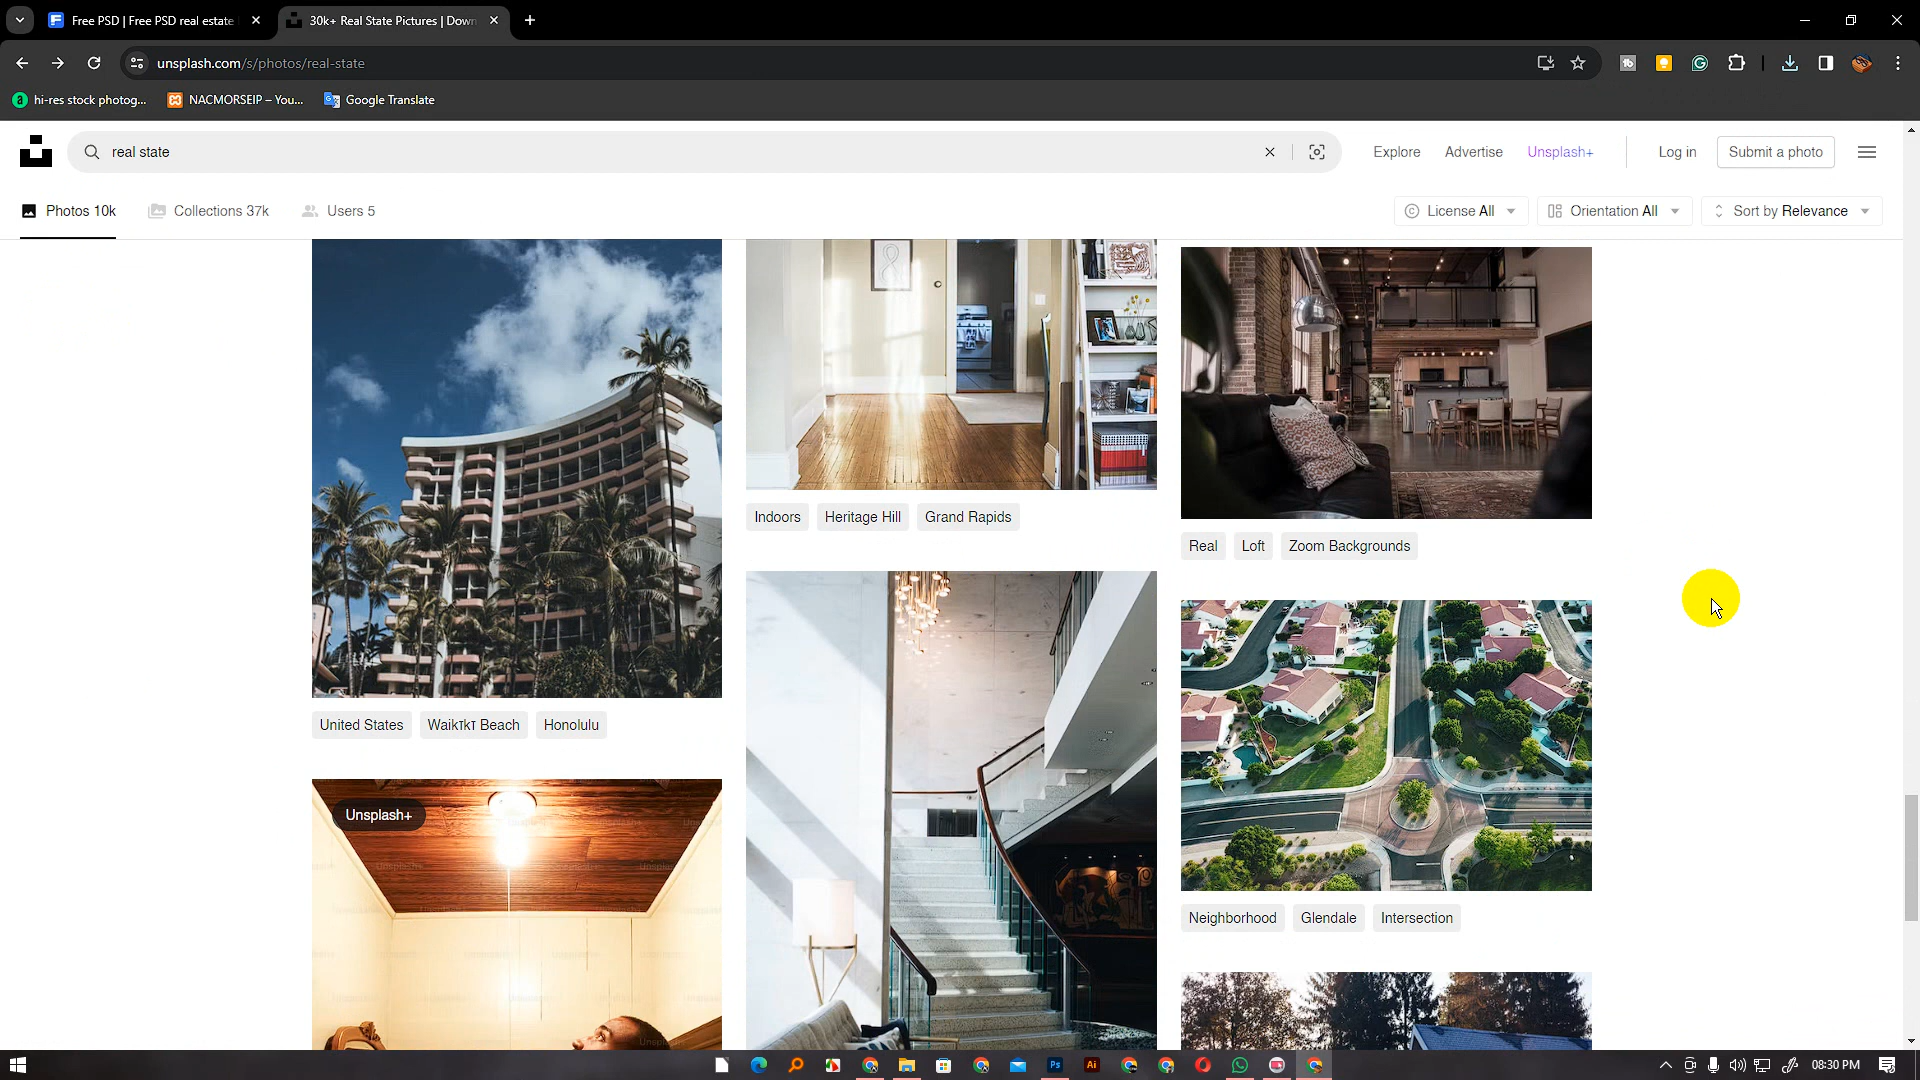 Free PSD | Free PSD real estate
30k+ Real State Pictures | Down
unsplash.com/s/photos/real-state
hi-res stock photog...
NACMORSEIP – You...
Google Translate
real state
Explore
Advertise
Unsplash+
Log in
Submit a photo
Photos 10k
Collections 37k
Users 5
License All
Orientation All
Sort by Relevance
Indoors
Heritage Hill
Grand Rapids
Real
Loft
Zoom Backgrounds
United States
Waikīkī Beach
Honolulu
Unsplash+
Neighborhood
Glendale
Intersection
Ps
Ai
08:30 PM